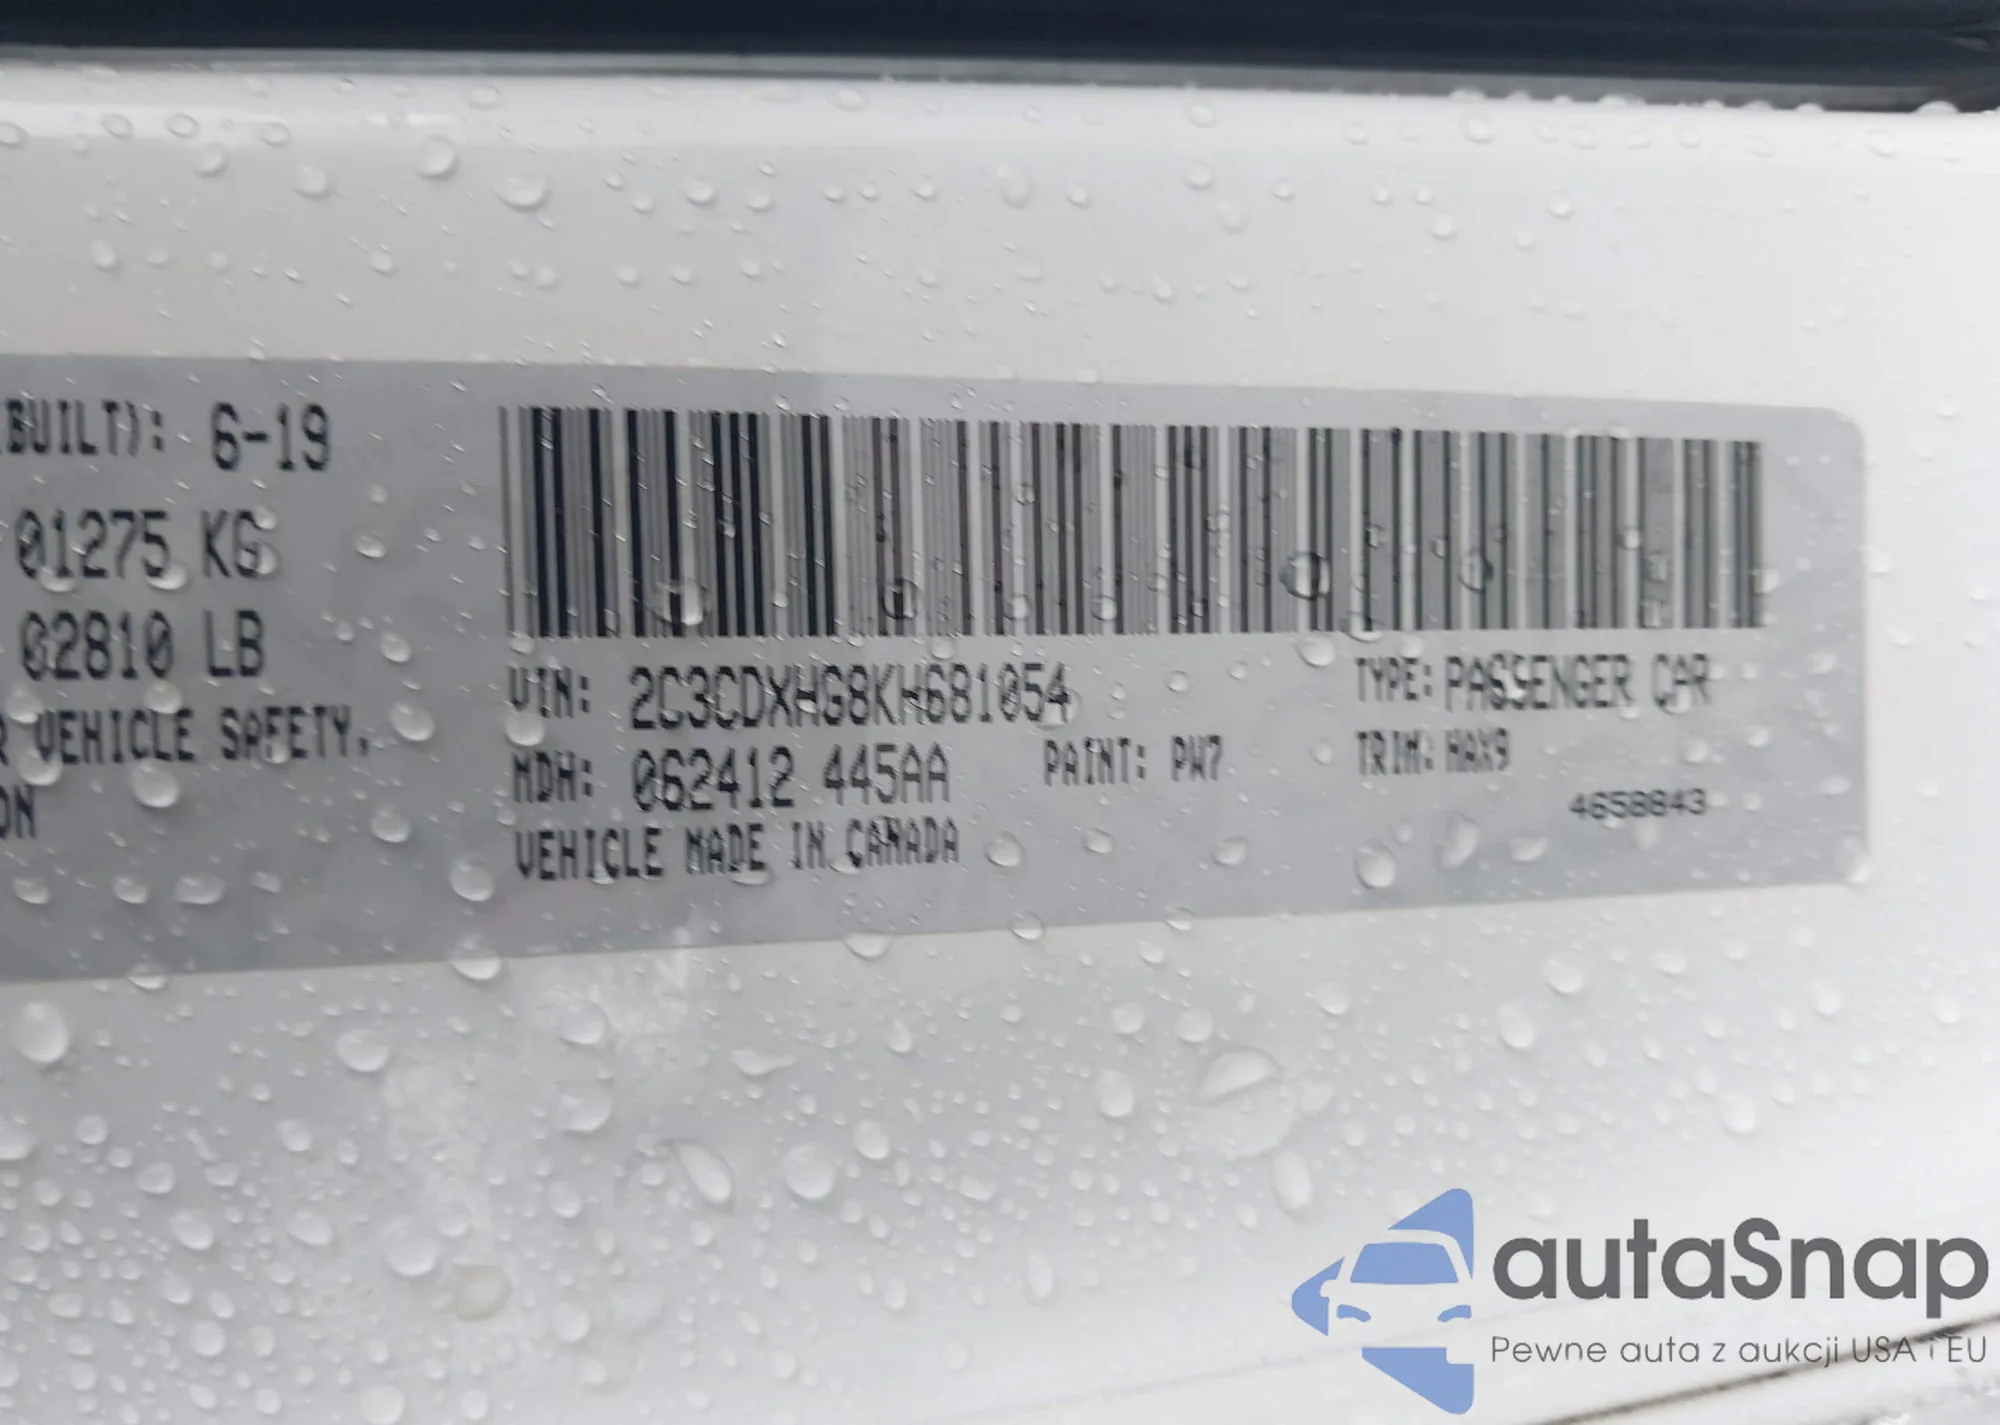 (BUILT): 6-19
01275 KG
02810 LB
R VEHICLE SAFETY,
ON
VIN: 2C3CDXHG8KH681054
TYPE: PASSENGER CAR
MDH: 062412 445AA
PAINT: PW7
TRIM: HAX9
VEHICLE MADE IN CANADA
4658843
autaSnap
Pewne auta z aukcji USA i EU